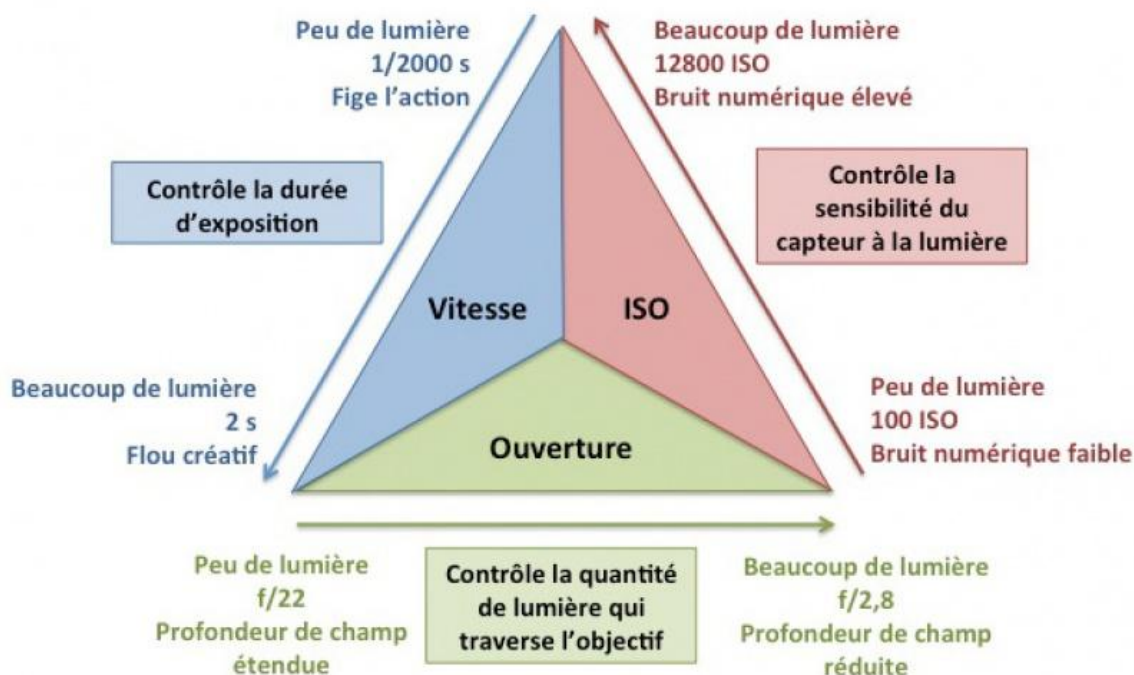 Peu de lumière
1/2000 s
Fige l’action
Beaucoup de lumière
12800 ISO
Bruit numérique élevé
Contrôle la durée
d’exposition
Contrôle la
sensibilité du
capteur à la lumière
Vitesse
ISO
Beaucoup de lumière
2 s
Flou créatif
Peu de lumière
100 ISO
Bruit numérique faible
Ouverture
Peu de lumière
f/22
Profondeur de champ
étendue
Contrôle la quantité
de lumière qui
traverse l’objectif
Beaucoup de lumière
f/2,8
Profondeur de champ
réduite